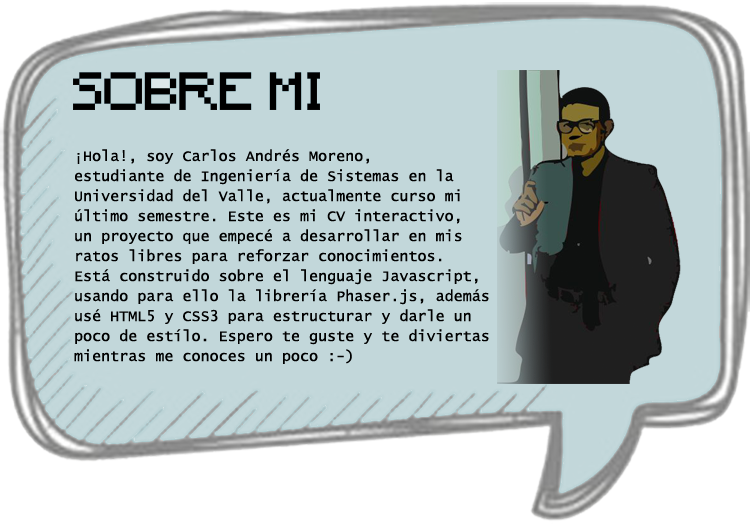 SOBRE MI
¡Hola!, soy Carlos Andrés Moreno,
estudiante de Ingeniería de Sistemas en la
Universidad del Valle, actualmente curso mi
último semestre. Este es mi CV interactivo,
un proyecto que empecé a desarrollar en mis
ratos libres para reforzar conocimientos.
Está construido sobre el lenguaje Javascript,
usando para ello la librería Phaser.js, además
usé HTML5 y CSS3 para estructurar y darle un
poco de estílo. Espero te guste y te diviertas
mientras me conoces un poco :-)